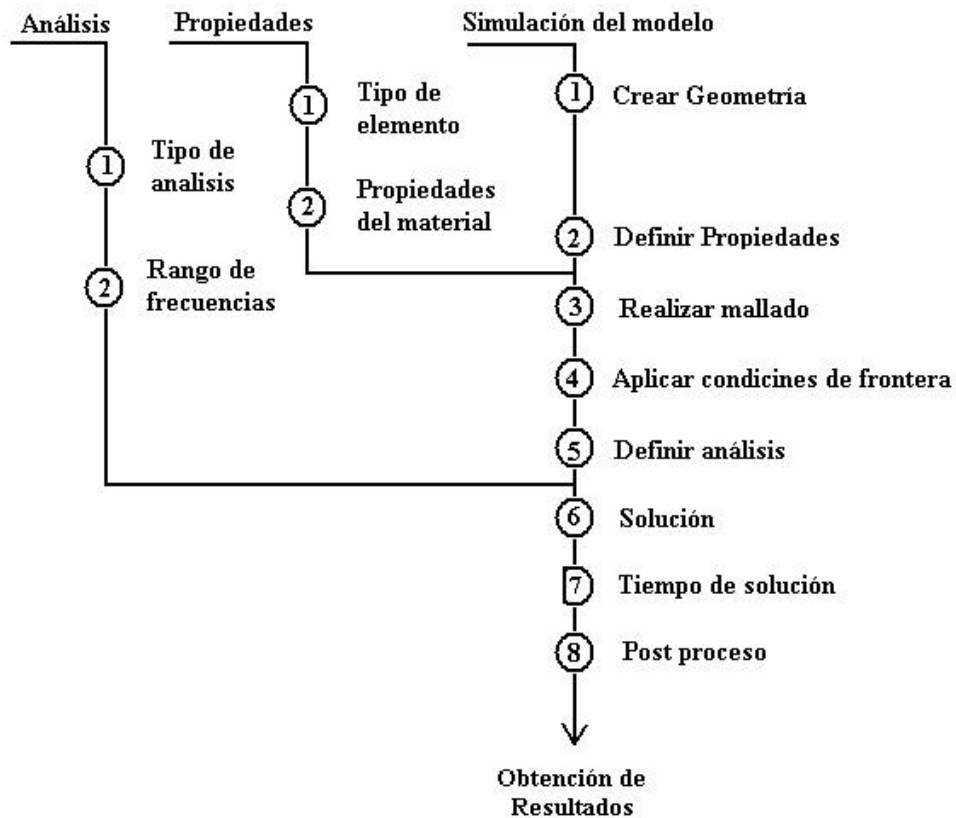 Análisis
Propiedades
Simulación del modelo
1 Tipo de
analisis
2 Rango de
frecuencias
1 Tipo de
elemento
2 Propiedades
del material
1 Crear Geometría
2 Definir Propiedades
3 Realizar mallado
4 Aplicar condicines de frontera
5 Definir análisis
6 Solución
7 Tiempo de solución
8 Post proceso
Obtención de
Resultados